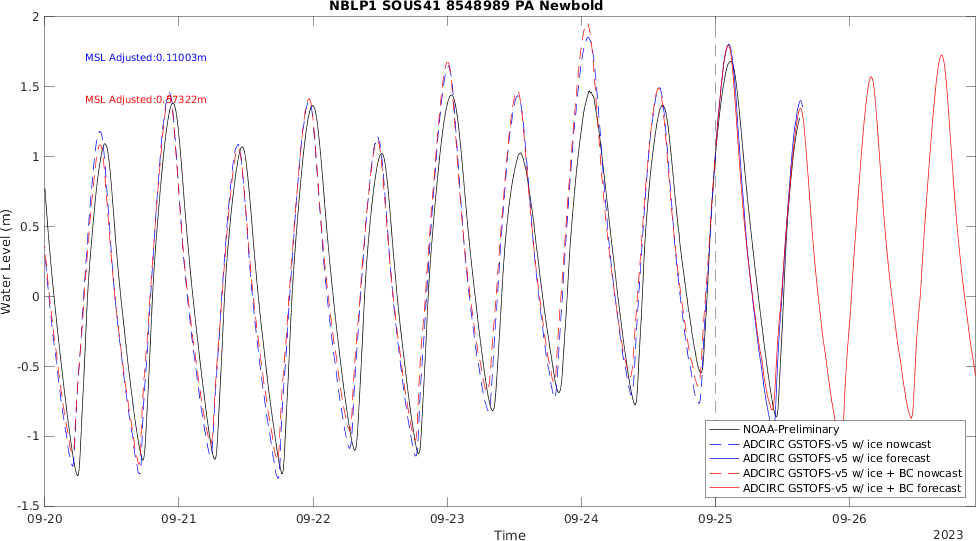 NBLP1 SOUS41 8548989 PA Newbold
2
1.5
1
0.5
0
-0.5
-1
-1.5
Water Level (m)
MSL Adjusted:0.11003m
MSL Adjusted:0.97322m
NOAA-Preliminary
ADCIRC GSTOFS-v5 w/ ice nowcast
ADCIRC GSTOFS-v5 w/ ice forecast
ADCIRC GSTOFS-v5 w/ ice + BC nowcast
ADCIRC GSTOFS-v5 w/ ice + BC forecast
09-20 09-21 09-22 09-23 09-24 09-25 09-26
Time
2023